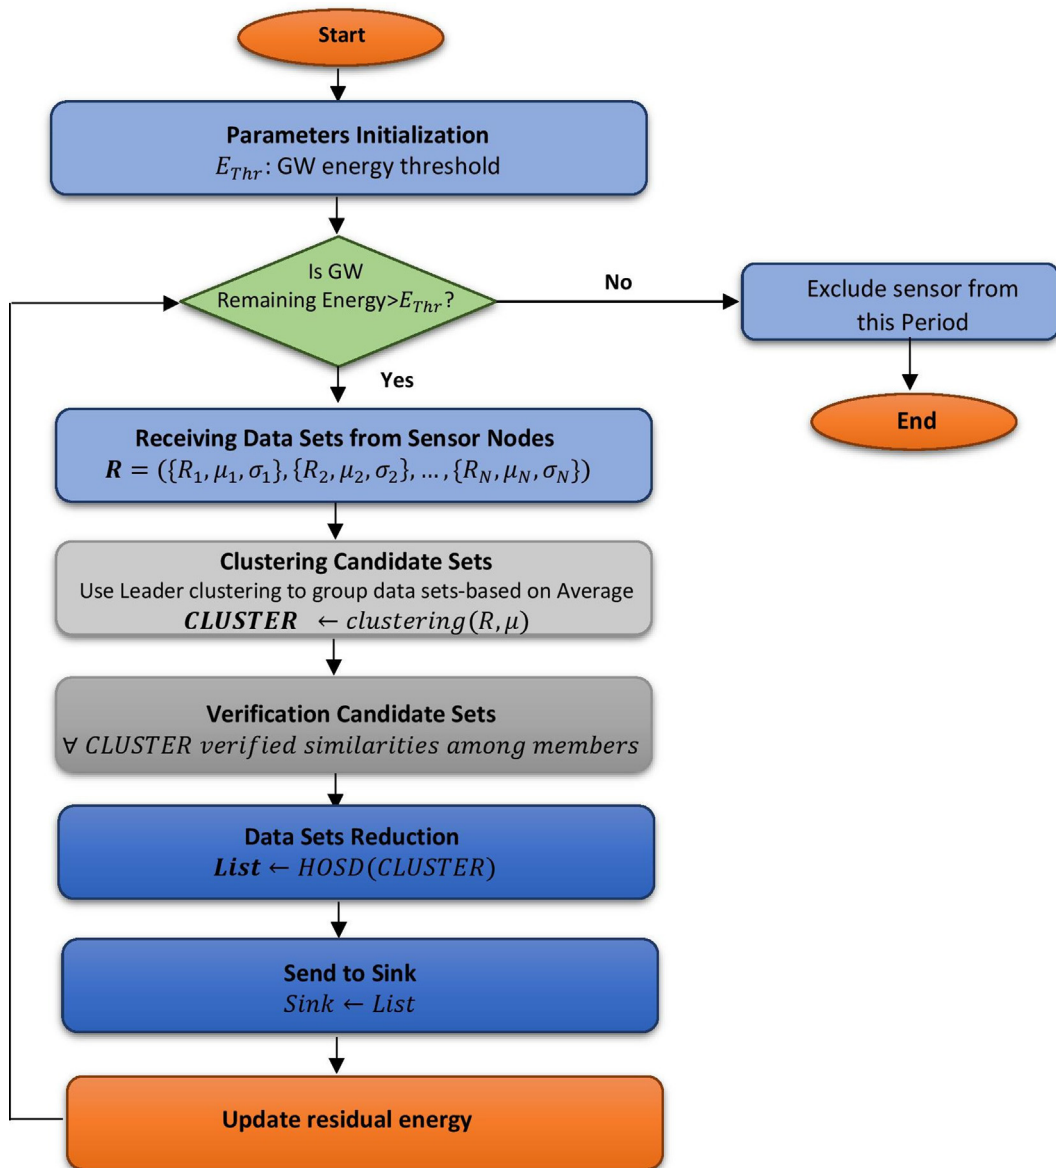 Start
Parameters Initialization
E_Thr: GW energy threshold
Is GW
Remaining Energy>E_Thr?
No
Exclude sensor from
this Period
End
Yes
Receiving Data Sets from Sensor Nodes
R = ({R_1, μ_1, σ_1}, {R_2, μ_2, σ_2}, … , {R_N, μ_N, σ_N})
Clustering Candidate Sets
Use Leader clustering to group data sets-based on Average
CLUSTER ← clustering(R, μ)
Verification Candidate Sets
∀ CLUSTER verified similarities among members
Data Sets Reduction
List ← HOSD(CLUSTER)
Send to Sink
Sink ← List
Update residual energy